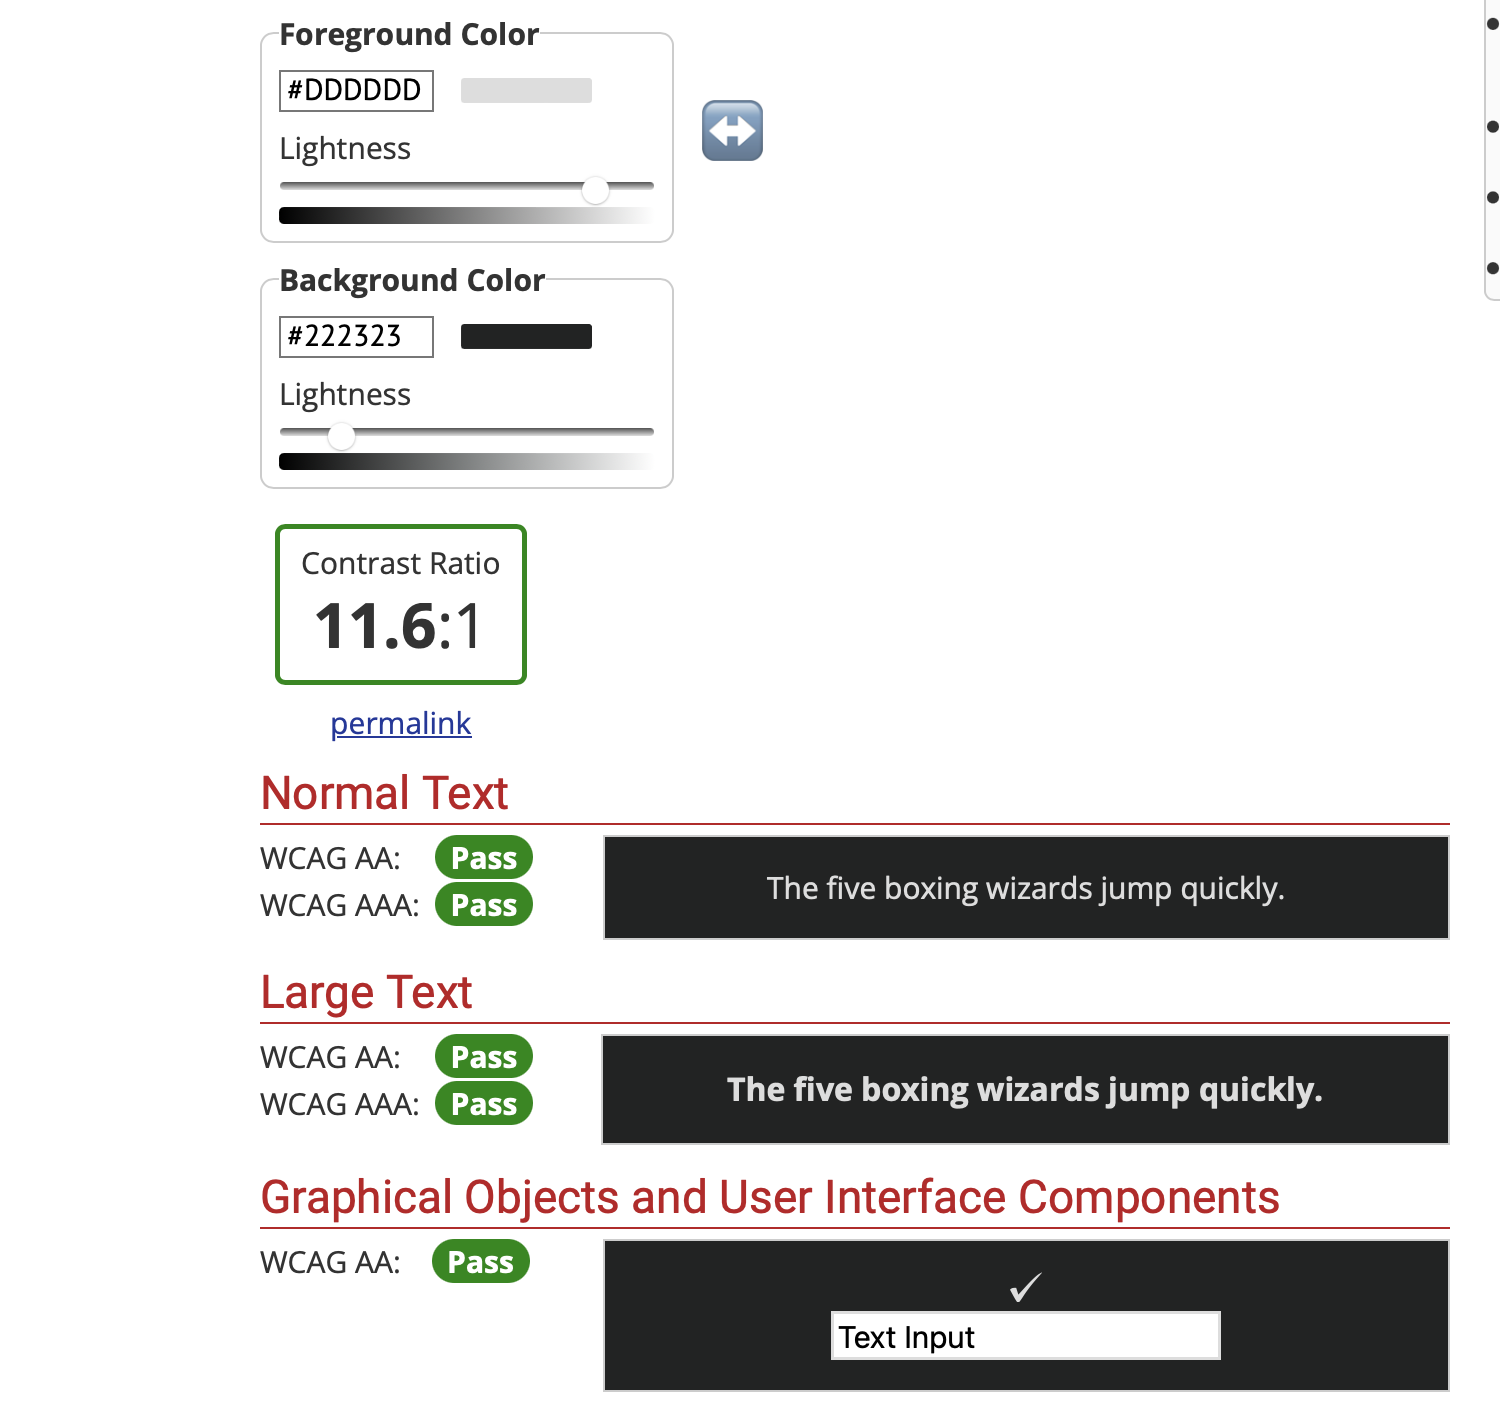 Foreground Color
#DDDDDD
Lightness
Background Color
#222323
Lightness
Contrast Ratio
11.6:1
permalink
Normal Text
WCAG AA: Pass
WCAG AAA: Pass
The five boxing wizards jump quickly.
Large Text
WCAG AA: Pass
WCAG AAA: Pass
The five boxing wizards jump quickly.
Graphical Objects and User Interface Components
WCAG AA: Pass
✓
Text Input